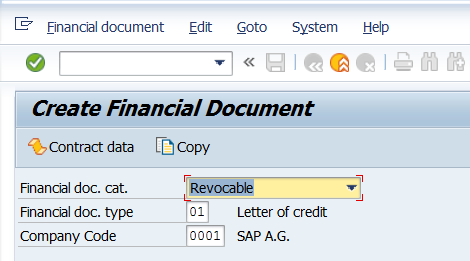 Financial document Edit Goto System Help
Create Financial Document
Contract data Copy
Financial doc. cat. Revocable
Financial doc. type 01 Letter of credit
Company Code 0001 SAP A.G.